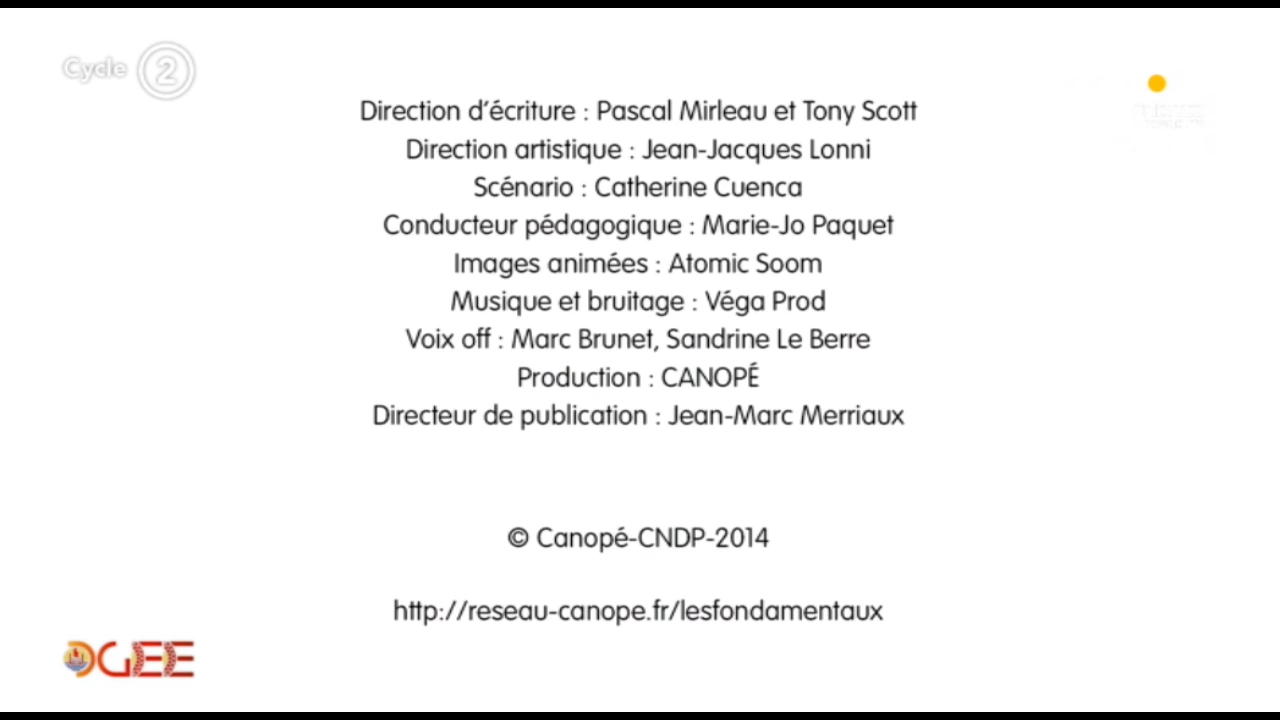 Cycle 2
Direction d'écriture : Pascal Mirleau et Tony Scott
Direction artistique : Jean-Jacques Lonni
Scénario : Catherine Cuenca
Conducteur pédagogique : Marie-Jo Paquet
Images animées : Atomic Soom
Musique et bruitage : Véga Prod
Voix off : Marc Brunet, Sandrine Le Berre
Production : CANOPÉ
Directeur de publication : Jean-Marc Merriaux
© Canopé-CNDP-2014
http://reseau-canope.fr/lesfondamentaux
DGEE